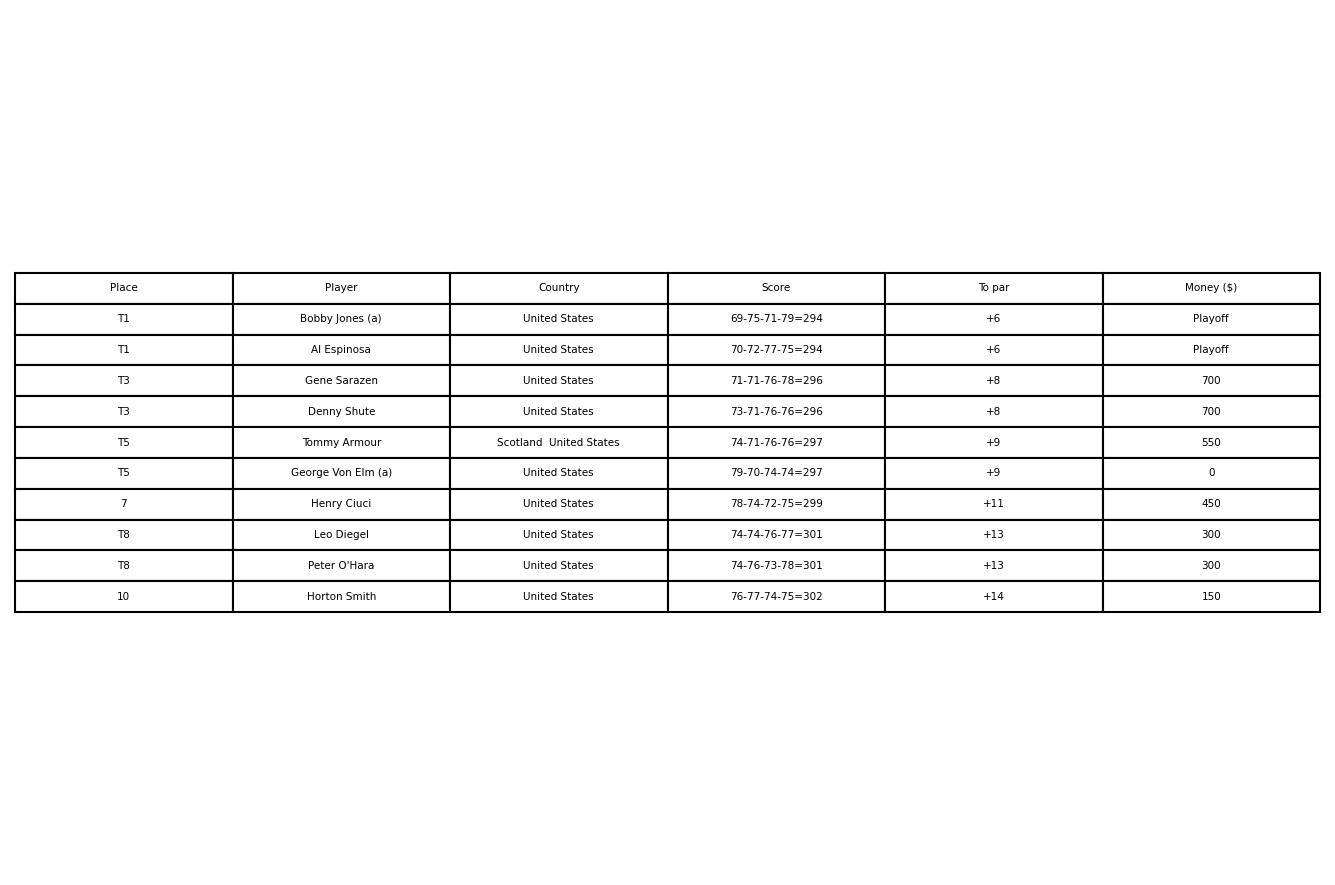 Place Player Country Score To par Money ($)
T1 Bobby Jones (a) United States 69-75-71-79=294 +6 Playoff
T1 Al Espinosa United States 70-72-77-75=294 +6 Playoff
T3 Gene Sarazen United States 71-71-76-78=296 +8 700
T3 Denny Shute United States 73-71-76-76=296 +8 700
T5 Tommy Armour Scotland  United States 74-71-76-76=297 +9 550
T5 George Von Elm (a) United States 79-70-74-74=297 +9 0
7 Henry Ciuci United States 78-74-72-75=299 +11 450
T8 Leo Diegel United States 74-74-76-77=301 +13 300
T8 Peter O'Hara United States 74-76-73-78=301 +13 300
10 Horton Smith United States 76-77-74-75=302 +14 150